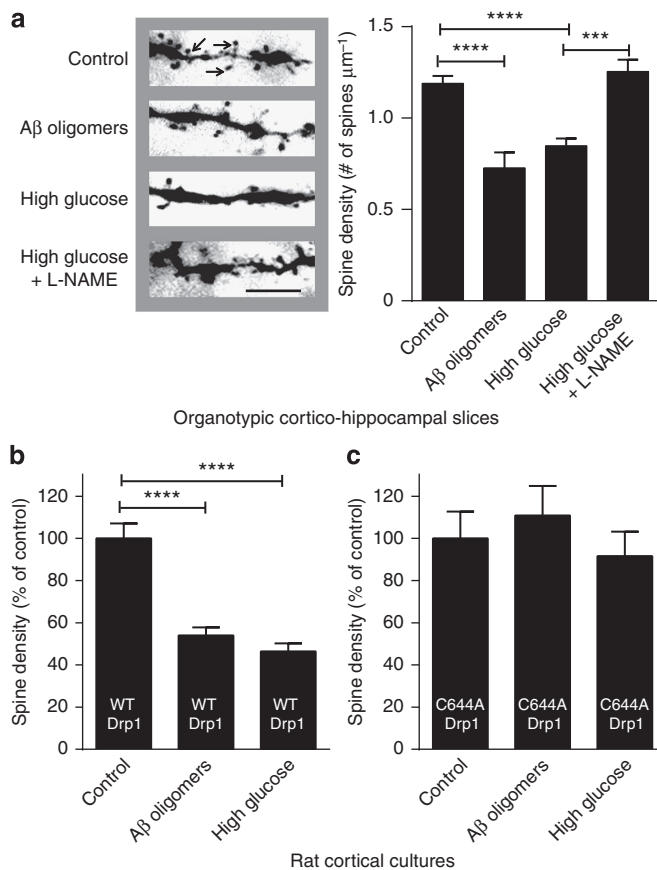 a
Control
Aβ oligomers
High glucose
High glucose
+ L-NAME
Spine density (# of spines μm⁻¹)
1.5
1.0
0.5
0
****
****
***
Control
Aβ oligomers
High glucose
High glucose
+ L-NAME
Organotypic cortico-hippocampal slices
b
Spine density (% of control)
120
100
80
60
40
20
0
****
****
WT
Drp1
WT
Drp1
WT
Drp1
Control
Aβ oligomers
High glucose
c
Spine density (% of control)
120
100
80
60
40
20
0
C644A
Drp1
C644A
Drp1
C644A
Drp1
Control
Aβ oligomers
High glucose
Rat cortical cultures